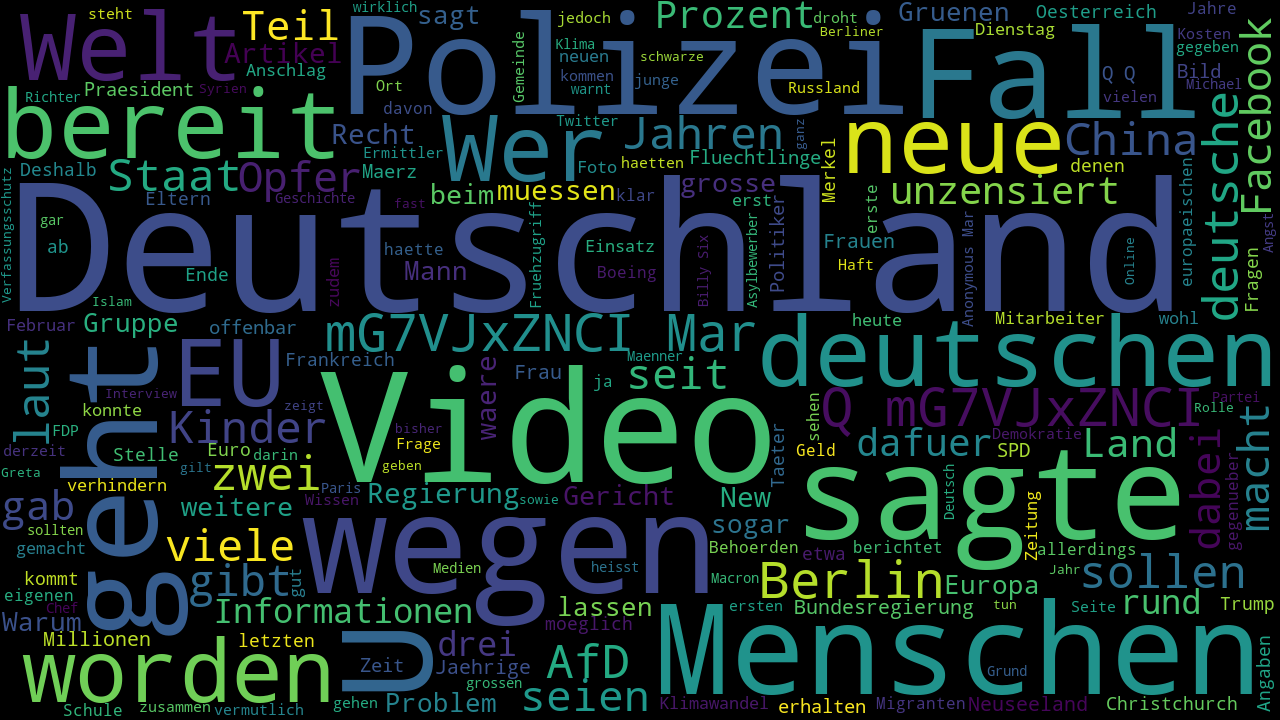 steht
Welt
Teil
Artikel
Anschlag
wirklich
sagt
Polizei
jedoch
Klima
neuen
kommen
warnt
schwarze
junge
Prozent
droht
Berliner
Russland
Gruenen
Dienstag
Fall
Oesterreich
Jahre
Kosten
gegeben
Q Q
Bild
vielen
Michael
Facebook
Richter
Praesident
Syrien
Ort
davon
Gemeinde
bereit
Recht
Ermittler
Maerz
Wer
Twitter
Foto
haetten
Jahren
Fluechtlinge
ganz
Merkel
neue
China
denen
deutsche
Deshalb
Staat
Opfer
Eltern
Geschichte
fast
beim
muessen
klar
grosse
erst
unzensiert
erste
europaeischen
Verfassungsschutz
gar
ab
Deutschland
haette
Mann
Fruehzugriff
Einsatz
Boeing
Billy Six
Asylbewerber
Politiker
Frauen
Haft
Anonymous Mar
Online
Fragen
Angst
Ende
zudem
Islam
Februar
Gruppe
offenbar
mG7VJxZNCI Mar
heute
Mitarbeiter
wohl
laut
geht
EU
Frankreich
Frau
Maenner
ja
seit
deutschen
Interview
zeigt
konnte
FDP
derzeit
Greta
Kinder
waere
Video
bisher
Frage
geben
sehen
Q mG7VJxZNCI
Partei
Rolle
Stelle
Euro
darin
gilt
zwei
Paris
Wissen
Regierung
sowie
Gericht
New
Taeter
Geld
dafuer
Demokratie
SPD
Land
macht
verhindern
gab
weitere
sagte
Deutsch
Zeitung
dabei
gegenueber
sollten
gemacht
viele
wegen
Medien
heisst
sogar
Behoerden
etwa
berichtet
allerdings
kommt
eigenen
Chef
Warum
gibt
gut
Macron
Berlin
Europa
Jahr
sollen
Informationen
lassen
moeglich
ersten
Bundesregierung
tun
Seite
rund
Trump
Millionen
letzten
U
drei
Zeit
Jaehrige
AfD
Menschen
Grund
Angaben
worden
grossen
Schule
zusammen
vermutlich
gehen
Problem
seien
Klimawandel
erhalten
Migranten
Neuseeland
Christchurch